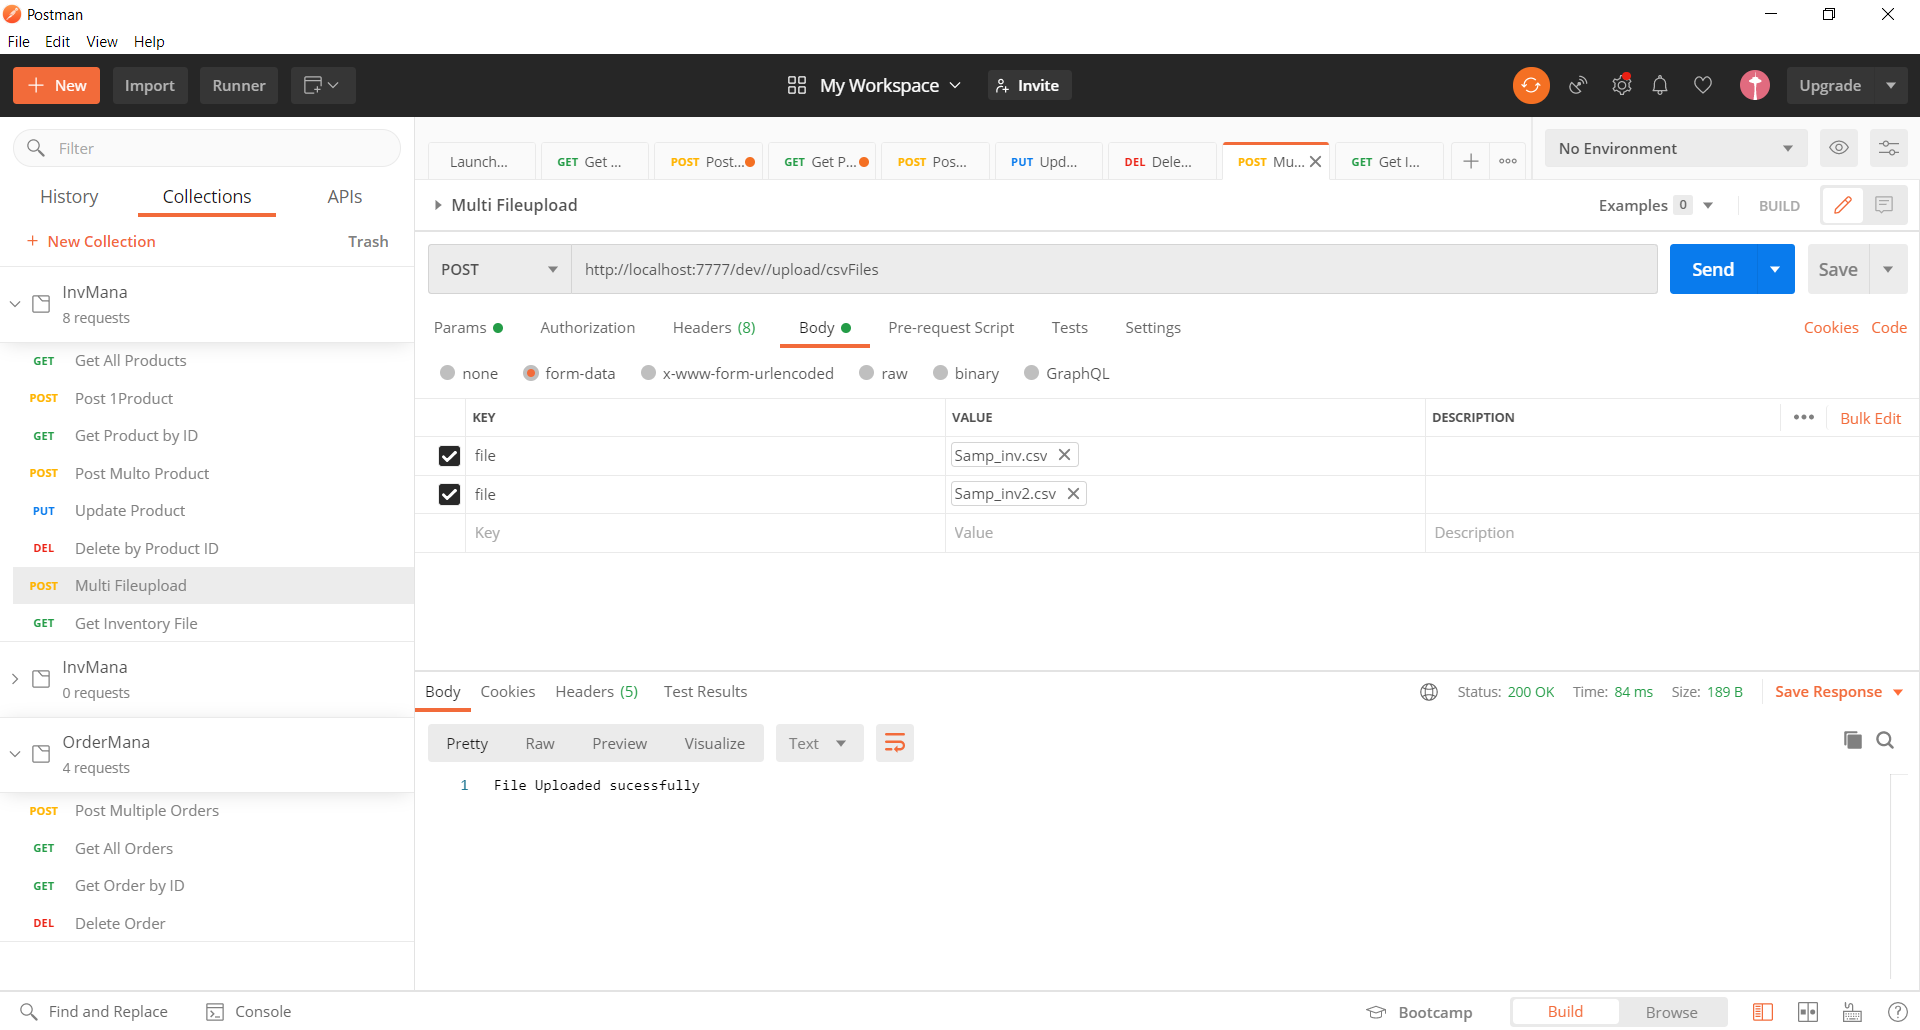 Postman
File Edit View Help
New Import Runner My Workspace Invite Upgrade
Filter
History Collections APIs
+ New Collection Trash
InvMana
8 requests
GET Get All Products
POST Post 1Product
GET Get Product by ID
POST Post Multo Product
PUT Update Product
DEL Delete by Product ID
POST Multi Fileupload
GET Get Inventory File
InvMana
0 requests
OrderMana
4 requests
POST Post Multiple Orders
GET Get All Orders
GET Get Order by ID
DEL Delete Order
Launch... GET Get ... POST Post... GET Get P... POST Pos... PUT Upd... DEL Dele... POST Mu... GET Get I... No Environment
Multi Fileupload Examples 0 BUILD
POST http://localhost:7777/dev//upload/csvFiles Send Save
Params Authorization Headers (8) Body Pre-request Script Tests Settings Cookies Code
none form-data x-www-form-urlencoded raw binary GraphQL
KEY VALUE DESCRIPTION Bulk Edit
file Samp_inv.csv
file Samp_inv2.csv
Key Value Description
Body Cookies Headers (5) Test Results Status: 200 OK Time: 84 ms Size: 189 B Save Response
Pretty Raw Preview Visualize Text
1 File Uploaded sucessfully
Find and Replace Console Bootcamp Build Browse